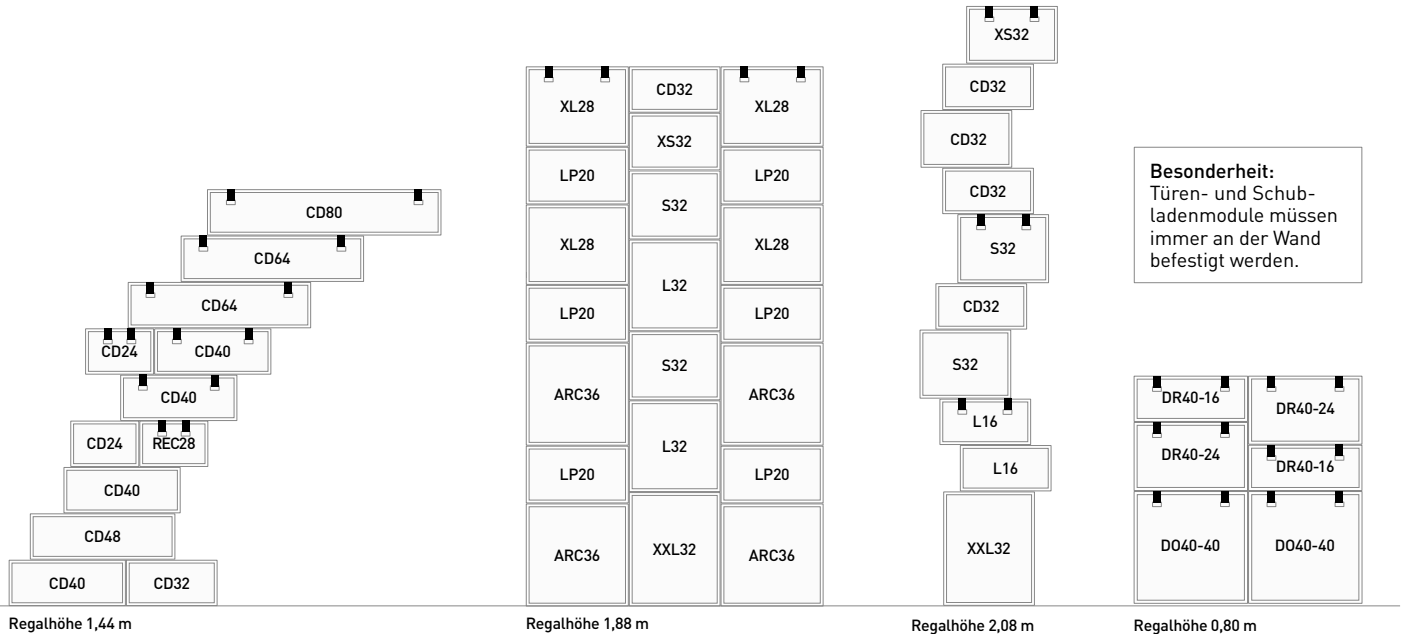 CD80
CD64
CD64
CD24 CD40
CD40
CD24 REC28
CD40
CD48
CD40 CD32
Regalhöhe 1,44 m
XL28
LP20
XL28
LP20
ARC36
LP20
ARC36
CD32
XS32
S32
L32
S32
L32
XXL32
XL28
LP20
XL28
LP20
ARC36
LP20
ARC36
Regalhöhe 1,88 m
XS32
CD32
CD32
CD32
S32
CD32
S32
L16
L16
XXL32
Regalhöhe 2,08 m
Besonderheit:
Türen- und Schub-
ladenmodule müssen
immer an der Wand
befestigt werden.
DR40-16
DR40-24
DO40-40
DR40-24
DR40-16
DO40-40
Regalhöhe 0,80 m